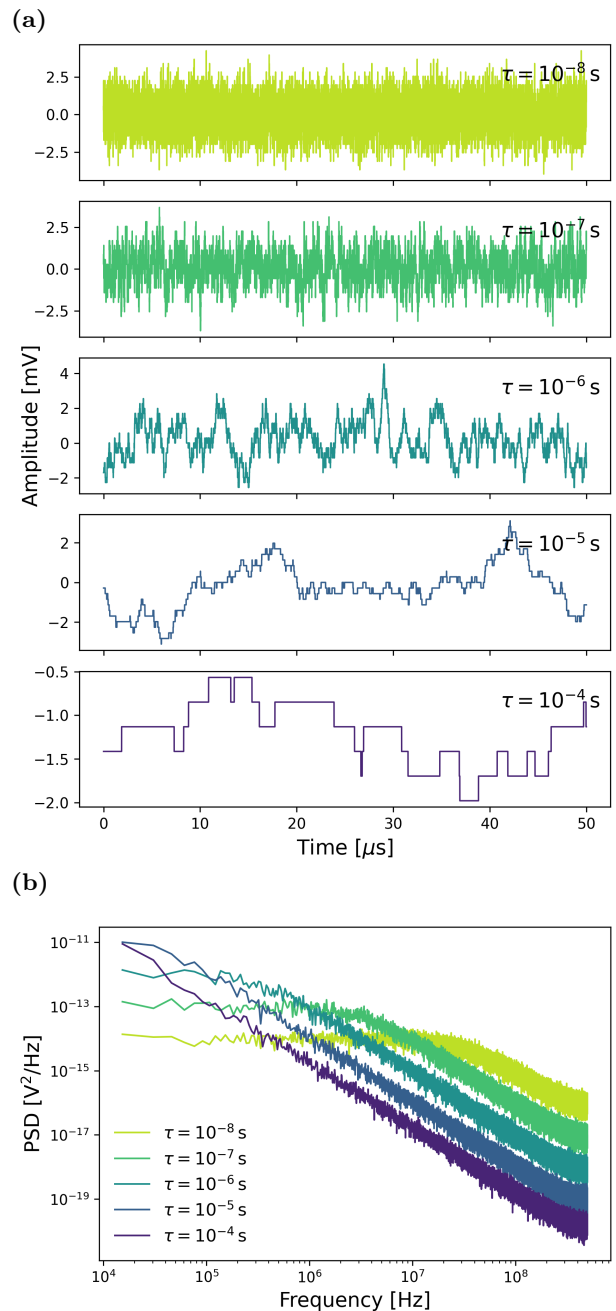 (a)
τ = 10⁻⁸ s
2.5
0.0
−2.5
τ = 10⁻⁷ s
2.5
0.0
−2.5
Amplitude [mV]
τ = 10⁻⁶ s
4
2
0
−2
τ = 10⁻⁵ s
2
0
−2
τ = 10⁻⁴ s
−0.5
−1.0
−1.5
−2.0
0 10 20 30 40 50
Time [μs]
(b)
10⁻¹¹
10⁻¹³
10⁻¹⁵
10⁻¹⁷
10⁻¹⁹
PSD [V²/Hz]
τ = 10⁻⁸ s
τ = 10⁻⁷ s
τ = 10⁻⁶ s
τ = 10⁻⁵ s
τ = 10⁻⁴ s
10⁴ 10⁵ 10⁶ 10⁷ 10⁸
Frequency [Hz]